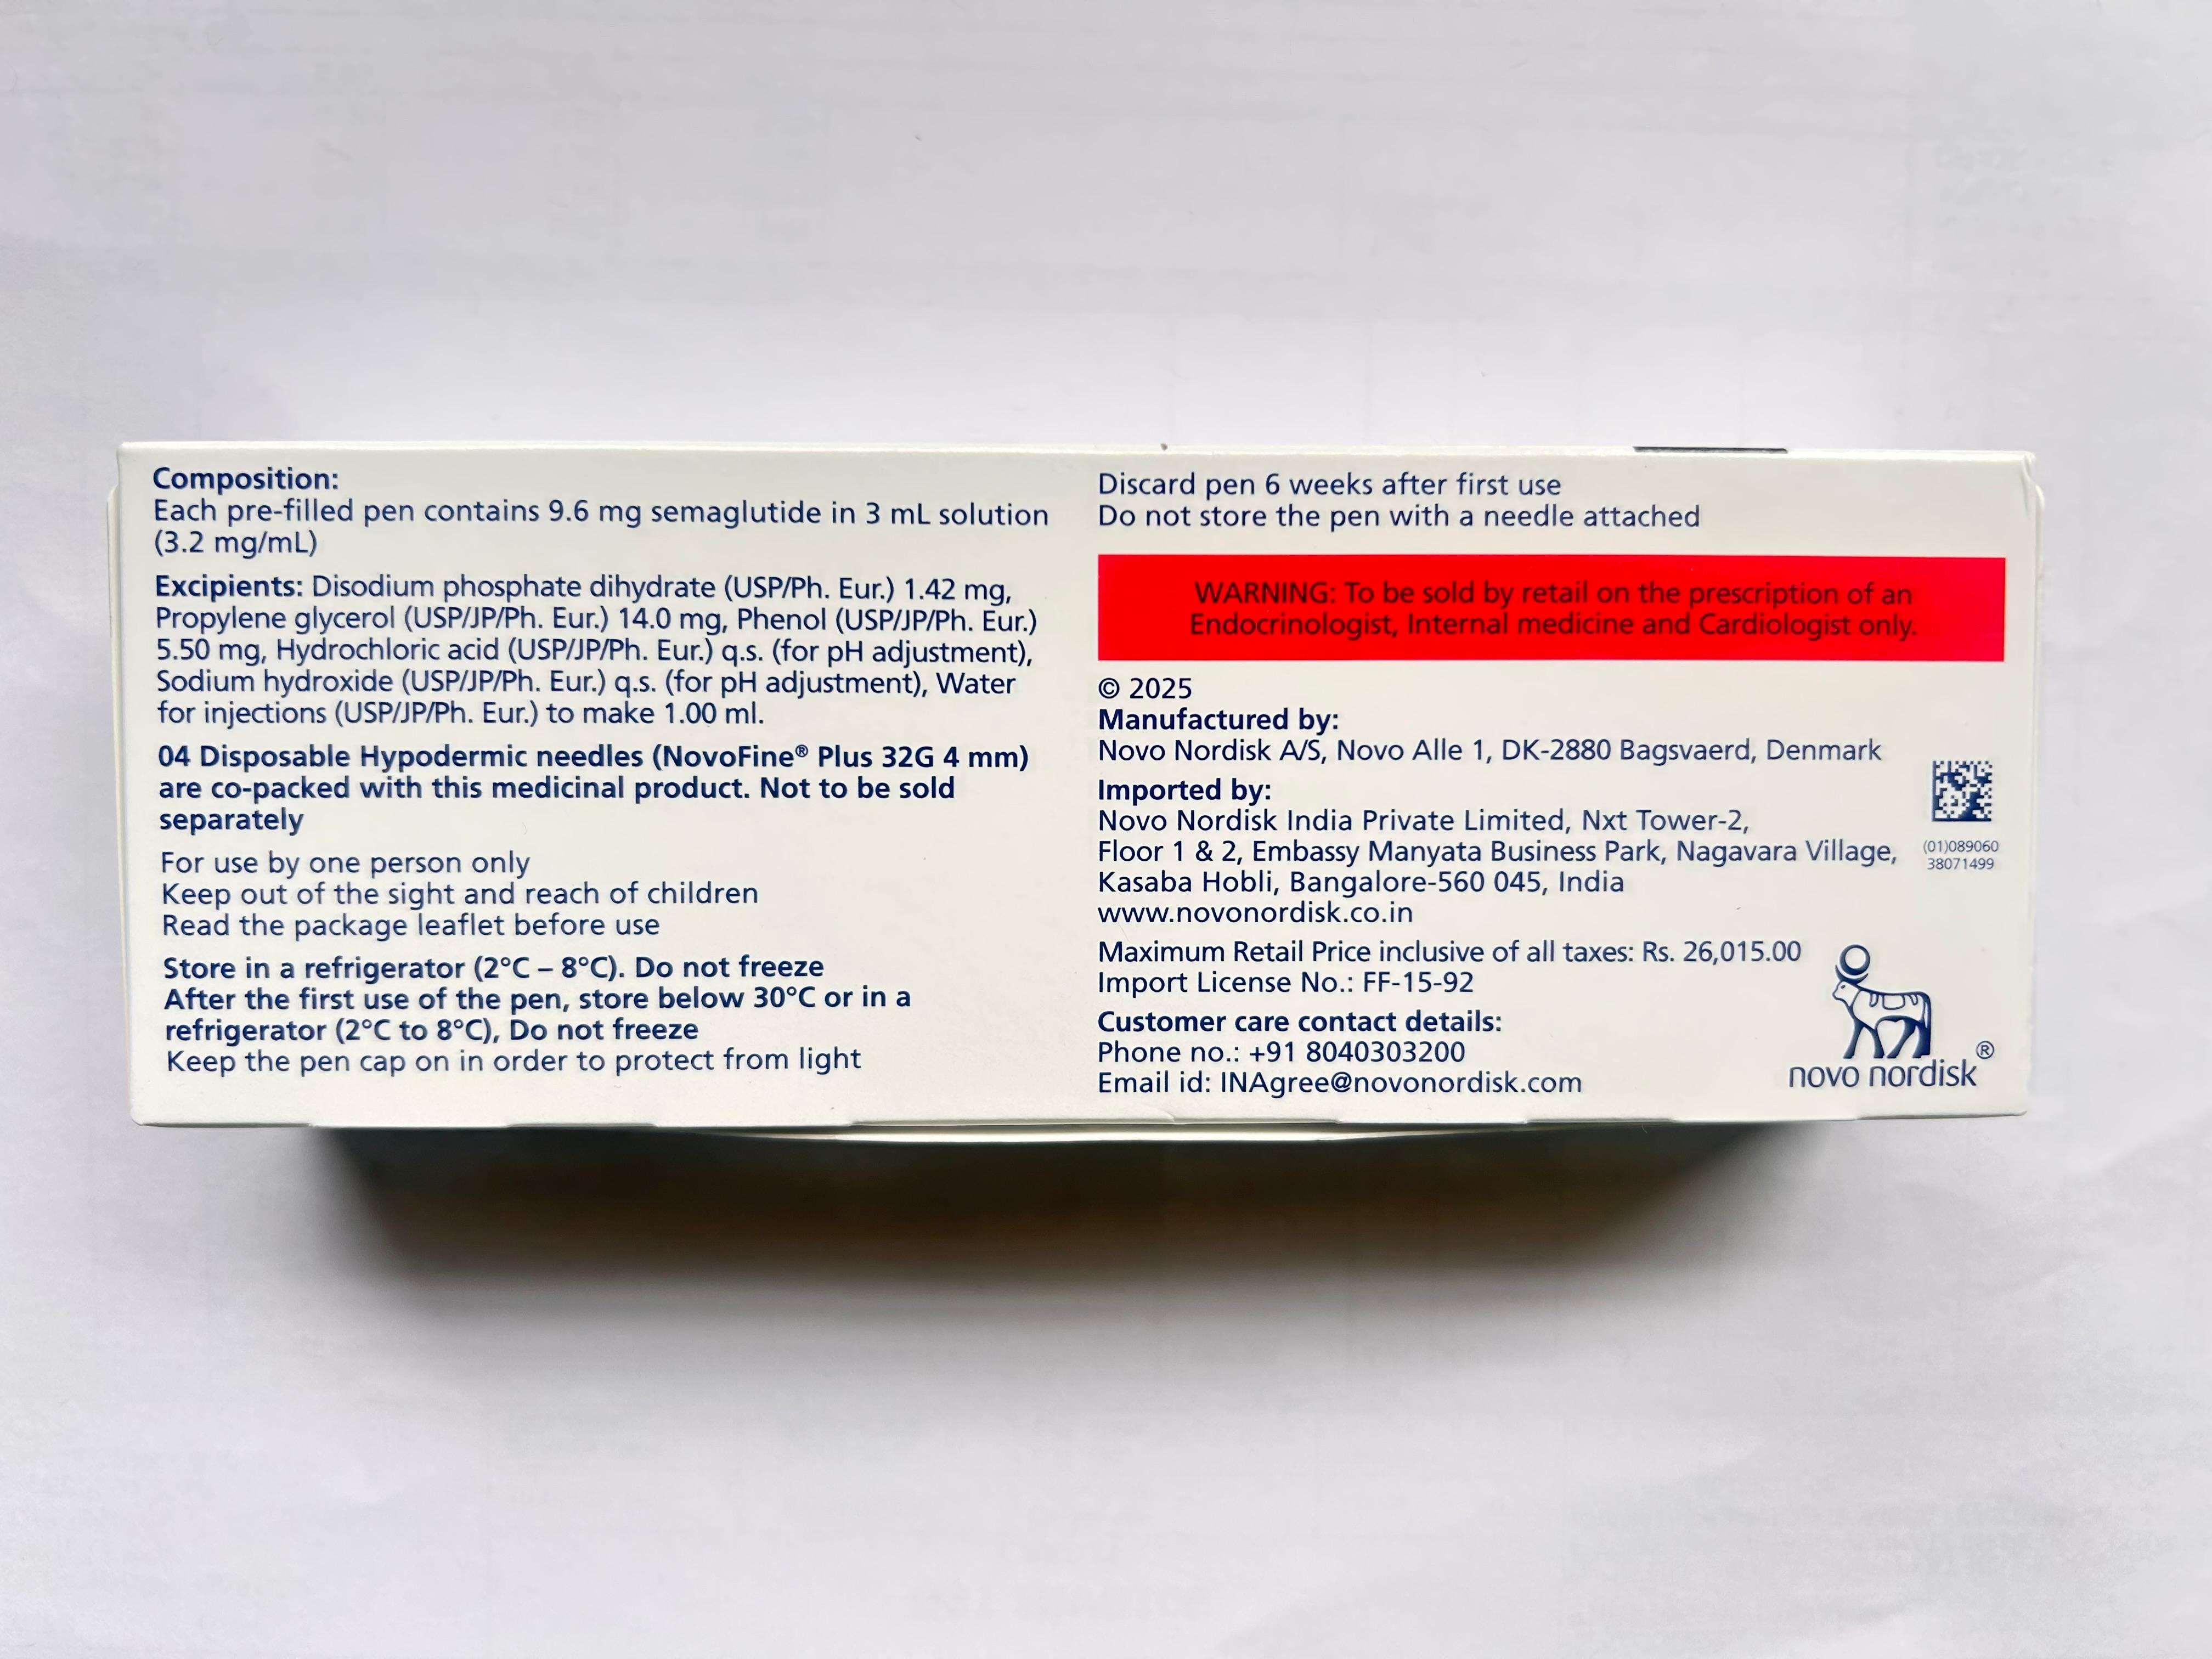 Composition:
Each pre-filled pen contains 9.6 mg semaglutide in 3 mL solution
(3.2 mg/mL)
Excipients: Disodium phosphate dihydrate (USP/Ph. Eur.) 1.42 mg,
Propylene glycerol (USP/JP/Ph. Eur.) 14.0 mg, Phenol (USP/JP/Ph. Eur.)
5.50 mg, Hydrochloric acid (USP/JP/Ph. Eur.) q.s. (for pH adjustment),
Sodium hydroxide (USP/JP/Ph. Eur.) q.s. (for pH adjustment), Water
for injections (USP/JP/Ph. Eur.) to make 1.00 ml.
04 Disposable Hypodermic needles (NovoFine® Plus 32G 4 mm)
are co-packed with this medicinal product. Not to be sold
separately
For use by one person only
Keep out of the sight and reach of children
Read the package leaflet before use
Store in a refrigerator (2°C – 8°C). Do not freeze
After the first use of the pen, store below 30°C or in a
refrigerator (2°C to 8°C), Do not freeze
Keep the pen cap on in order to protect from light
Discard pen 6 weeks after first use
Do not store the pen with a needle attached
WARNING: To be sold by retail on the prescription of an
Endocrinologist, Internal medicine and Cardiologist only.
© 2025
Manufactured by:
Novo Nordisk A/S, Novo Alle 1, DK-2880 Bagsvaerd, Denmark
Imported by:
Novo Nordisk India Private Limited, Nxt Tower-2,
Floor 1 & 2, Embassy Manyata Business Park, Nagavara Village,
Kasaba Hobli, Bangalore-560 045, India
www.novonordisk.co.in
(01)089060
38071499
Maximum Retail Price inclusive of all taxes: Rs. 26,015.00
Import License No.: FF-15-92
Customer care contact details:
Phone no.: +91 8040303200
Email id: INAgree@novonordisk.com
novo nordisk®